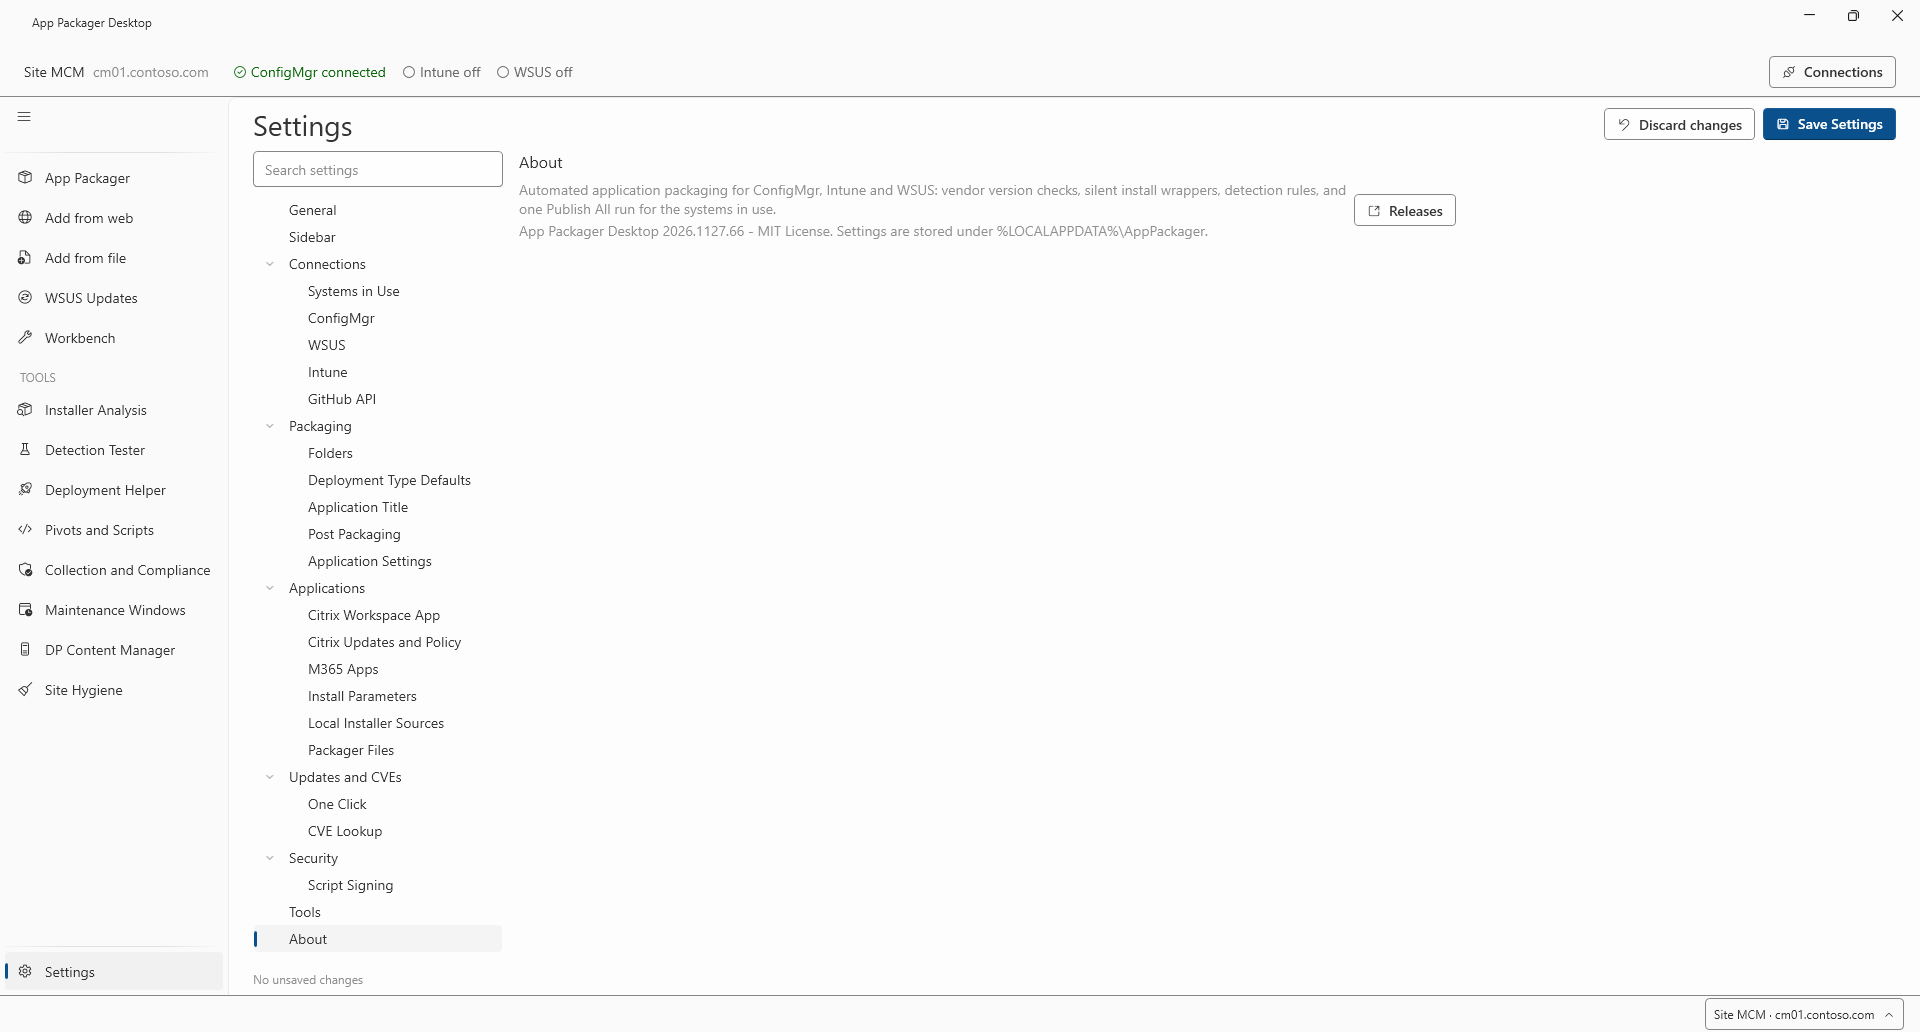 App Packager Desktop
Site MCM cm01.contoso.com ConfigMgr connected Intune off WSUS off Connections
Settings
Discard changes
Save Settings
App Packager
Add from web
Add from file
WSUS Updates
Workbench
TOOLS
Installer Analysis
Detection Tester
Deployment Helper
Pivots and Scripts
Collection and Compliance
Maintenance Windows
DP Content Manager
Site Hygiene
Settings
Search settings
General
Sidebar
Connections
Systems in Use
ConfigMgr
WSUS
Intune
GitHub API
Packaging
Folders
Deployment Type Defaults
Application Title
Post Packaging
Application Settings
Applications
Citrix Workspace App
Citrix Updates and Policy
M365 Apps
Install Parameters
Local Installer Sources
Packager Files
Updates and CVEs
One Click
CVE Lookup
Security
Script Signing
Tools
About
No unsaved changes
About
Automated application packaging for ConfigMgr, Intune and WSUS: vendor version checks, silent install wrappers, detection rules, and
one Publish All run for the systems in use.
App Packager Desktop 2026.1127.66 - MIT License. Settings are stored under %LOCALAPPDATA%\AppPackager.
Releases
Site MCM · cm01.contoso.com